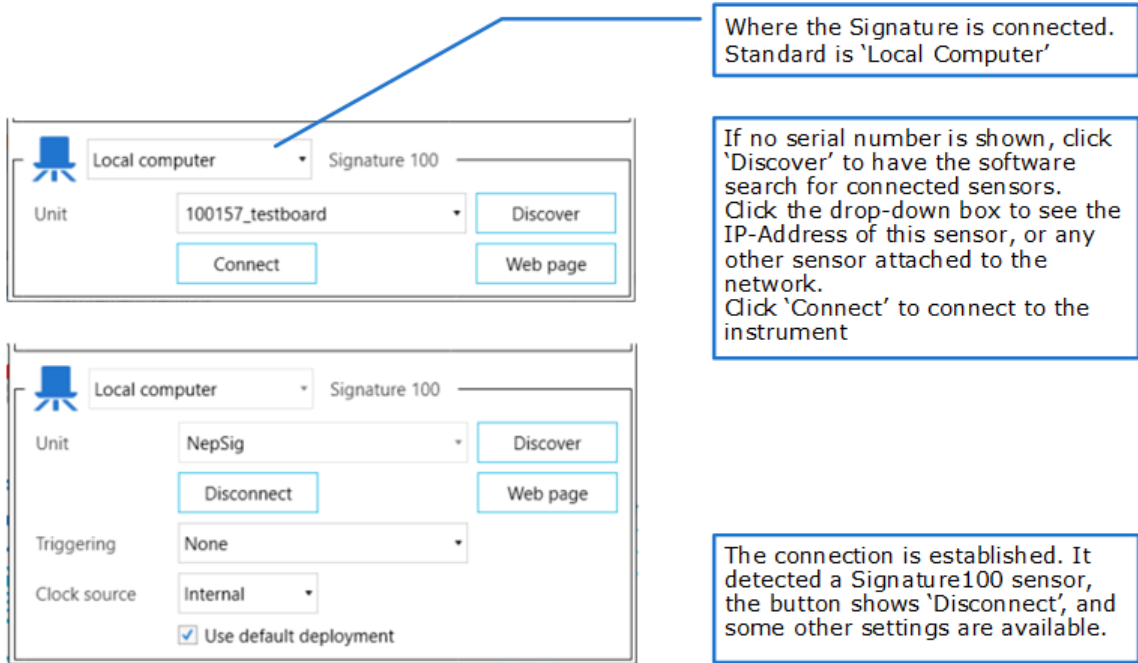 Where the Signature is connected.
Standard is ‘Local Computer’
Local computer
Signature 100
Unit
100157_testboard
Discover
Connect
Web page
If no serial number is shown, click
‘Discover’ to have the software
search for connected sensors.
Click the drop-down box to see the
IP-Address of this sensor, or any
other sensor attached to the
network.
Click ‘Connect’ to connect to the
instrument
Local computer
Signature 100
Unit
NepSig
Discover
Disconnect
Web page
Triggering
None
Clock source
Internal
Use default deployment
The connection is established. It
detected a Signature100 sensor,
the button shows ‘Disconnect’, and
some other settings are available.